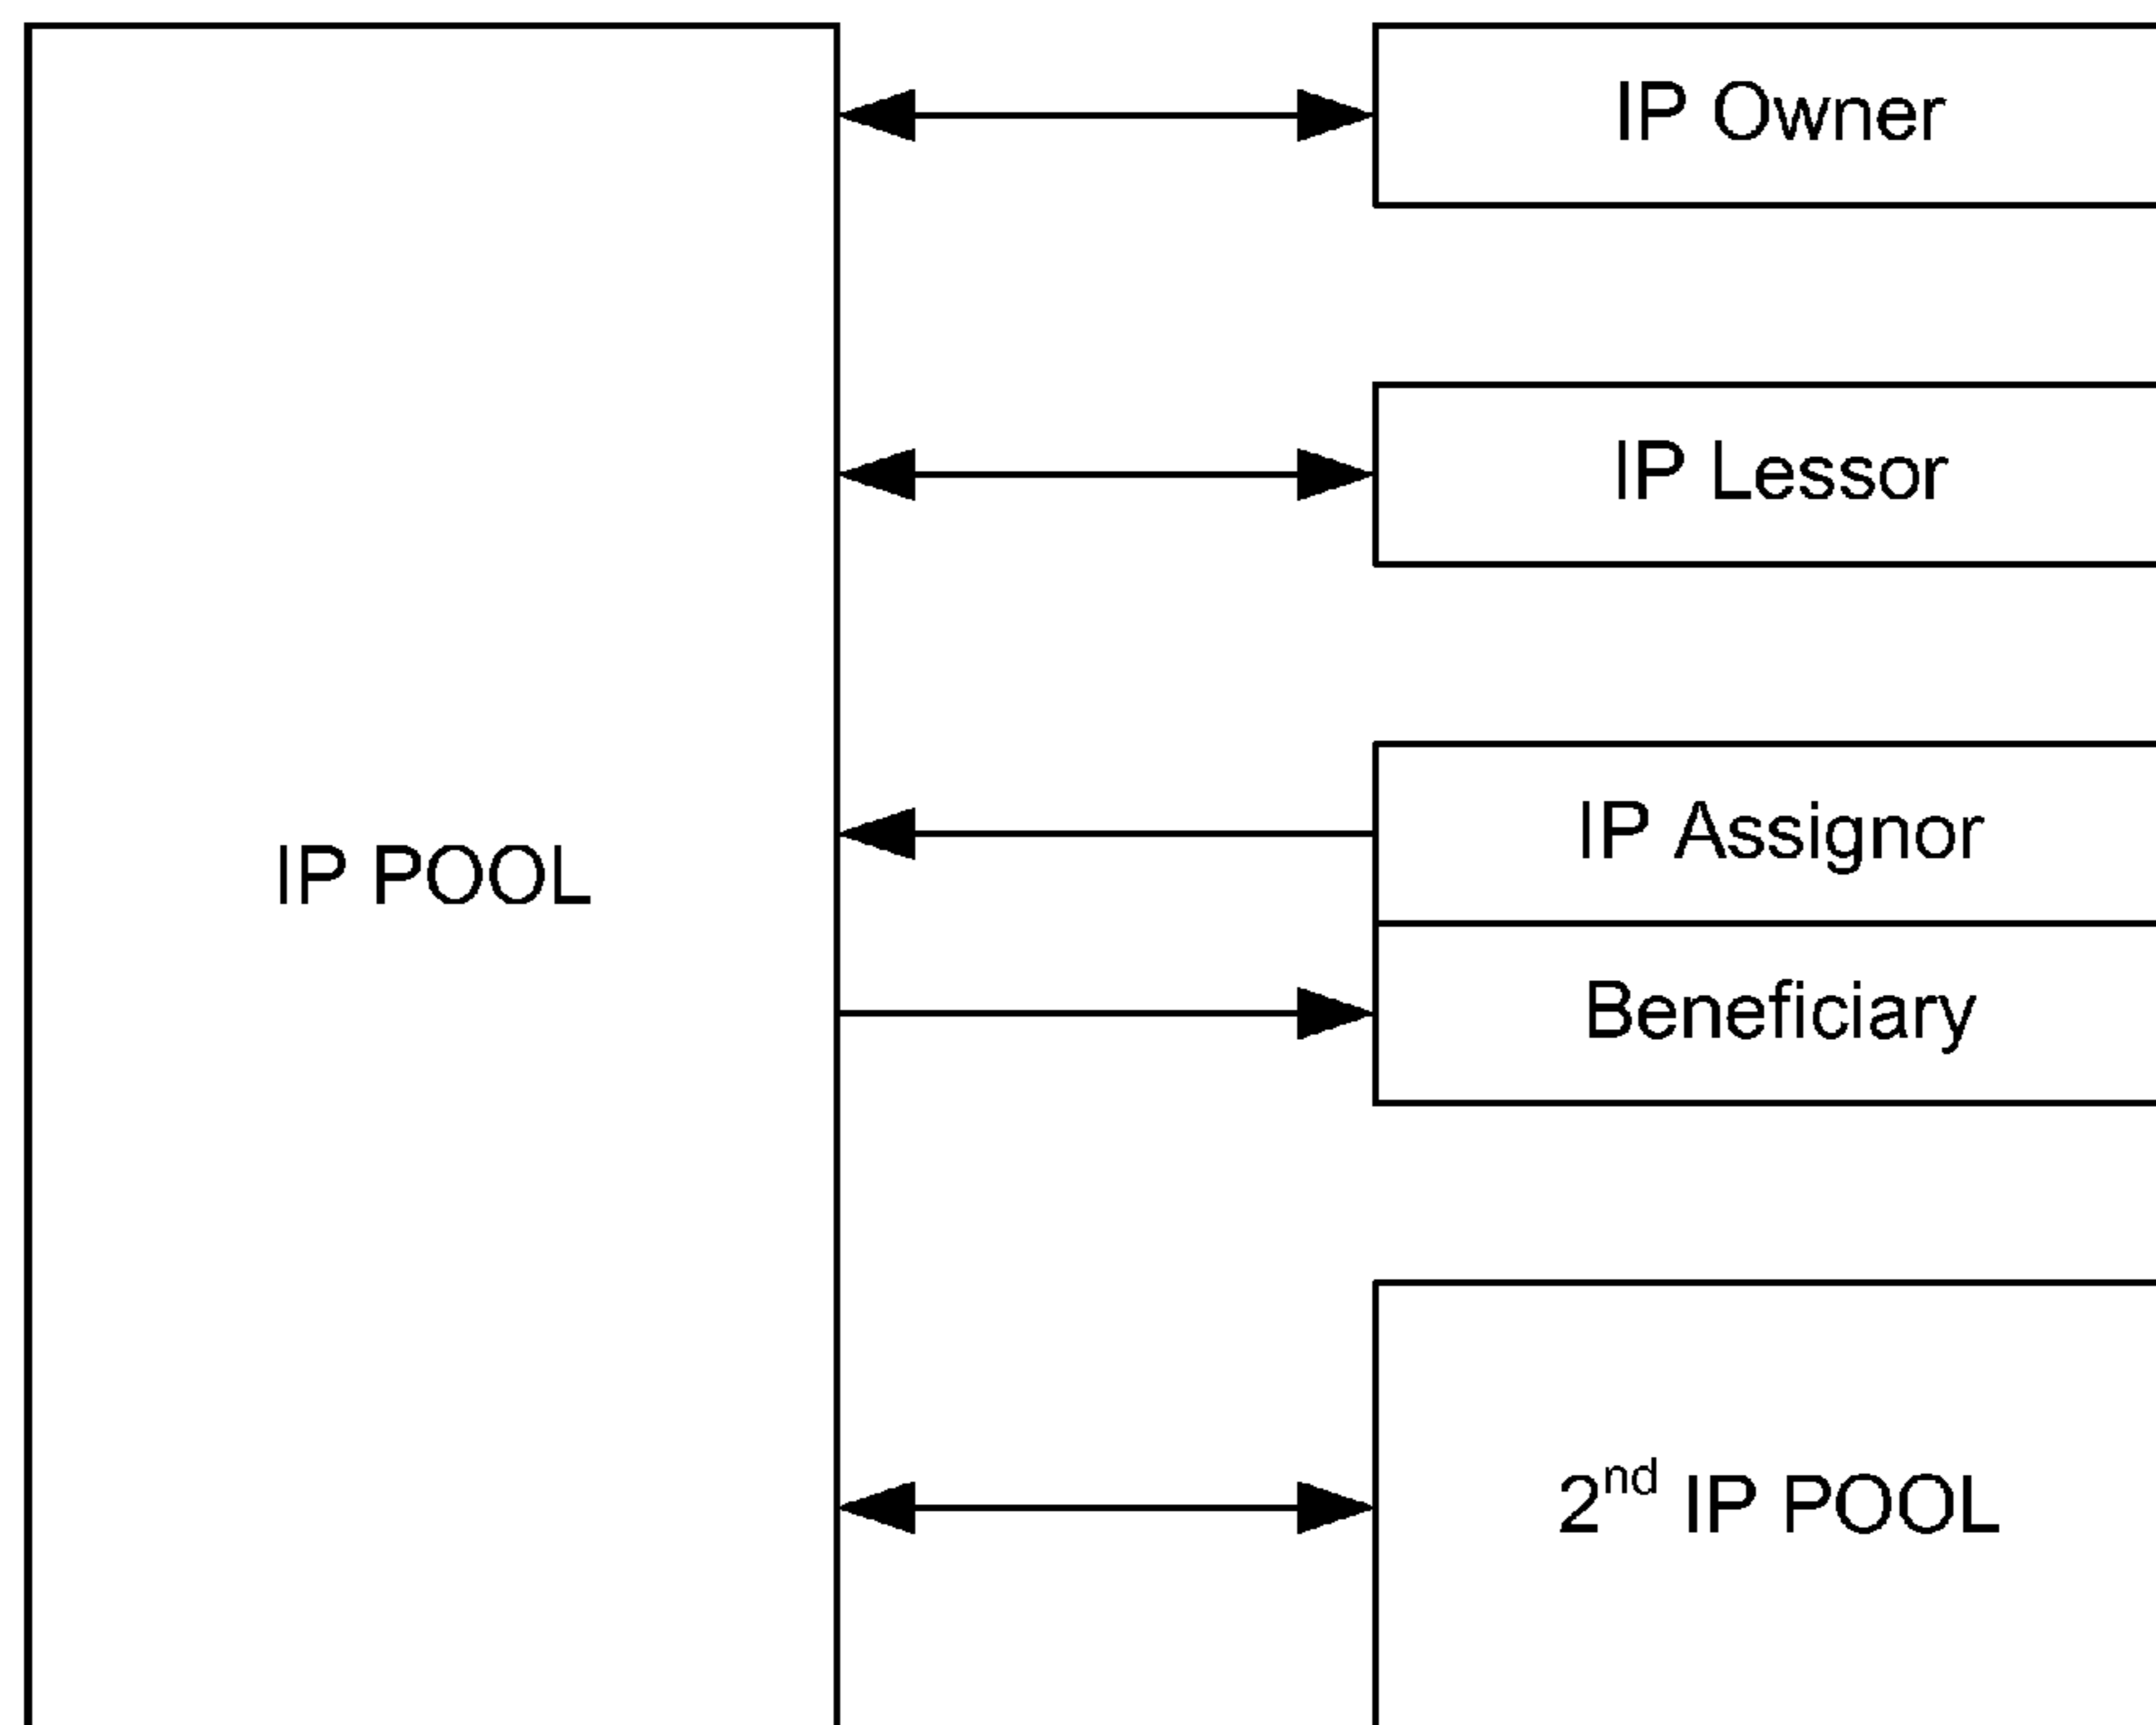 IP Owner
IP Lessor
IP Assignor
IP POOL
Beneficiary
2nd IP POOL